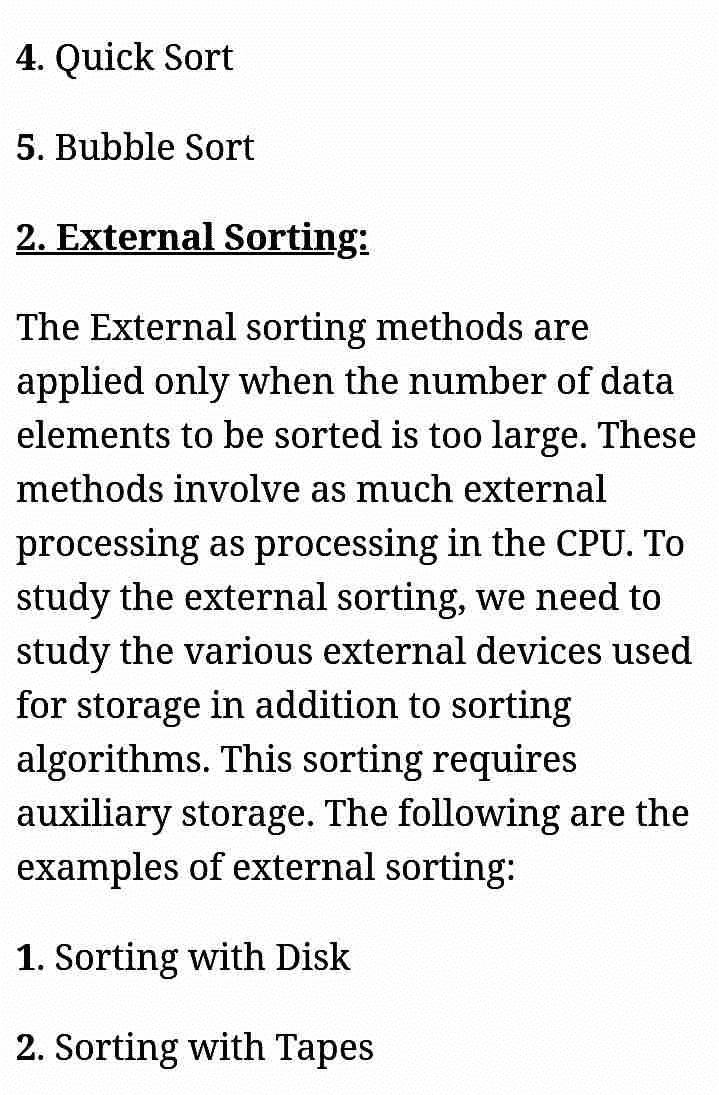 4. Quick Sort
5. Bubble Sort
2. External Sorting:
The External sorting methods are
applied only when the number of data
elements to be sorted is too large. These
methods involve as much external
processing as processing in the CPU. To
study the external sorting, we need to
study the various external devices used
for storage in addition to sorting
algorithms. This sorting requires
auxiliary storage. The following are the
examples of external sorting:
1. Sorting with Disk
2. Sorting with Tapes